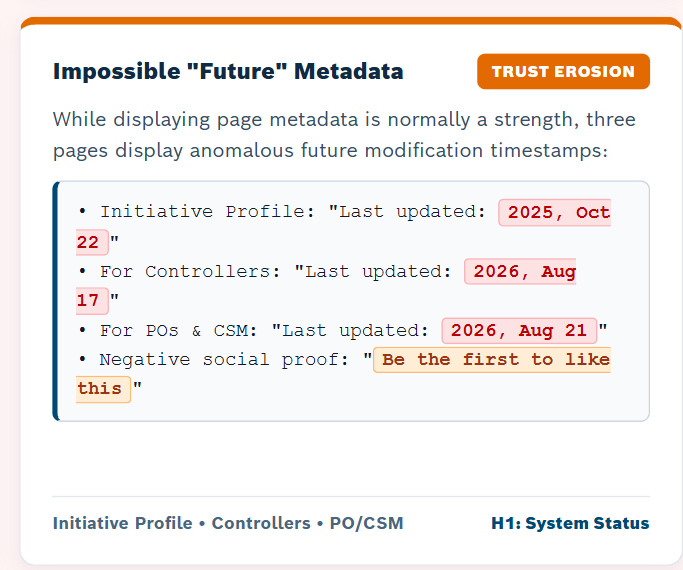 Impossible "Future" Metadata
TRUST EROSION
While displaying page metadata is normally a strength, three
pages display anomalous future modification timestamps:
• Initiative Profile: "Last updated: 2025, Oct
22"
• For Controllers: "Last updated: 2026, Aug
17"
• For POs & CSM: "Last updated: 2026, Aug 21"
• Negative social proof: "Be the first to like
this"
Initiative Profile • Controllers • PO/CSM
H1: System Status